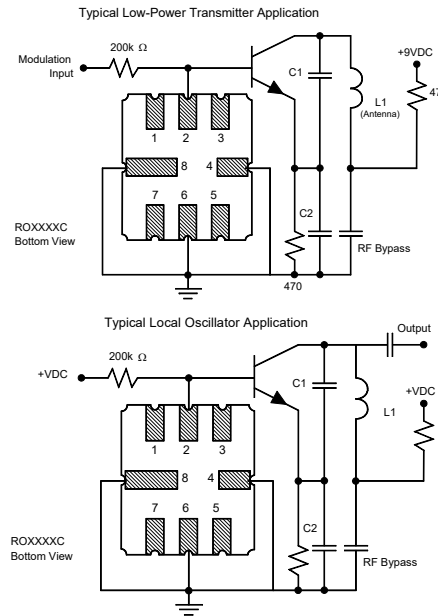 Typical Low-Power Transmitter Application
Modulation
Input
200k Ω
C1
+9VDC
47
L1
(Antenna)
1
2
3
8
4
7
6
5
C2
ROXXXXC
Bottom View
470
RF Bypass
Typical Local Oscillator Application
Output
+VDC
200k Ω
C1
+VDC
L1
1
2
3
8
4
7
6
5
C2
ROXXXXC
Bottom View
RF Bypass